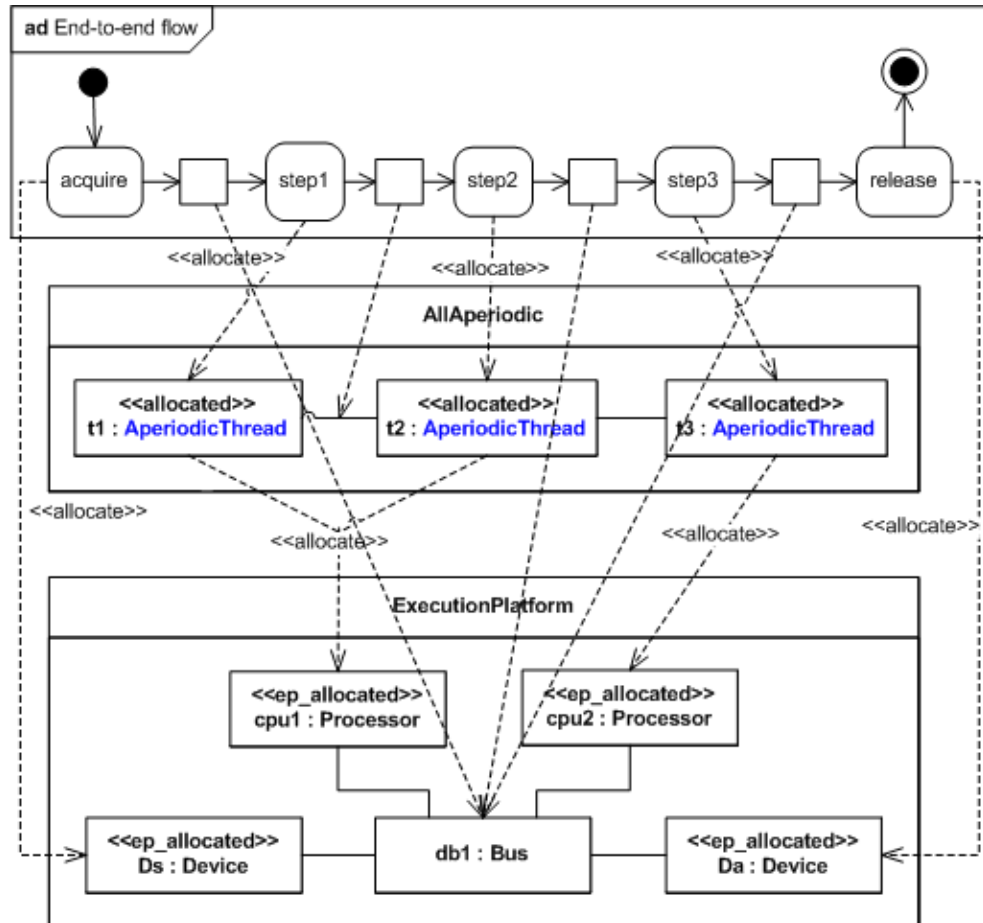 ad End-to-end flow
acquire
step1
step2
step3
release
<<allocate>>
<<allocate>>
<<allocate>>
AllAperiodic
<<allocated>>
t1 : AperiodicThread
<<allocated>>
t2 : AperiodicThread
<<allocated>>
t3 : AperiodicThread
<<allocate>>
<<allocate>>
<<allocate>>
<<allocate>>
ExecutionPlatform
<<ep_allocated>>
cpu1 : Processor
<<ep_allocated>>
cpu2 : Processor
<<ep_allocated>>
Ds : Device
db1 : Bus
<<ep_allocated>>
Da : Device